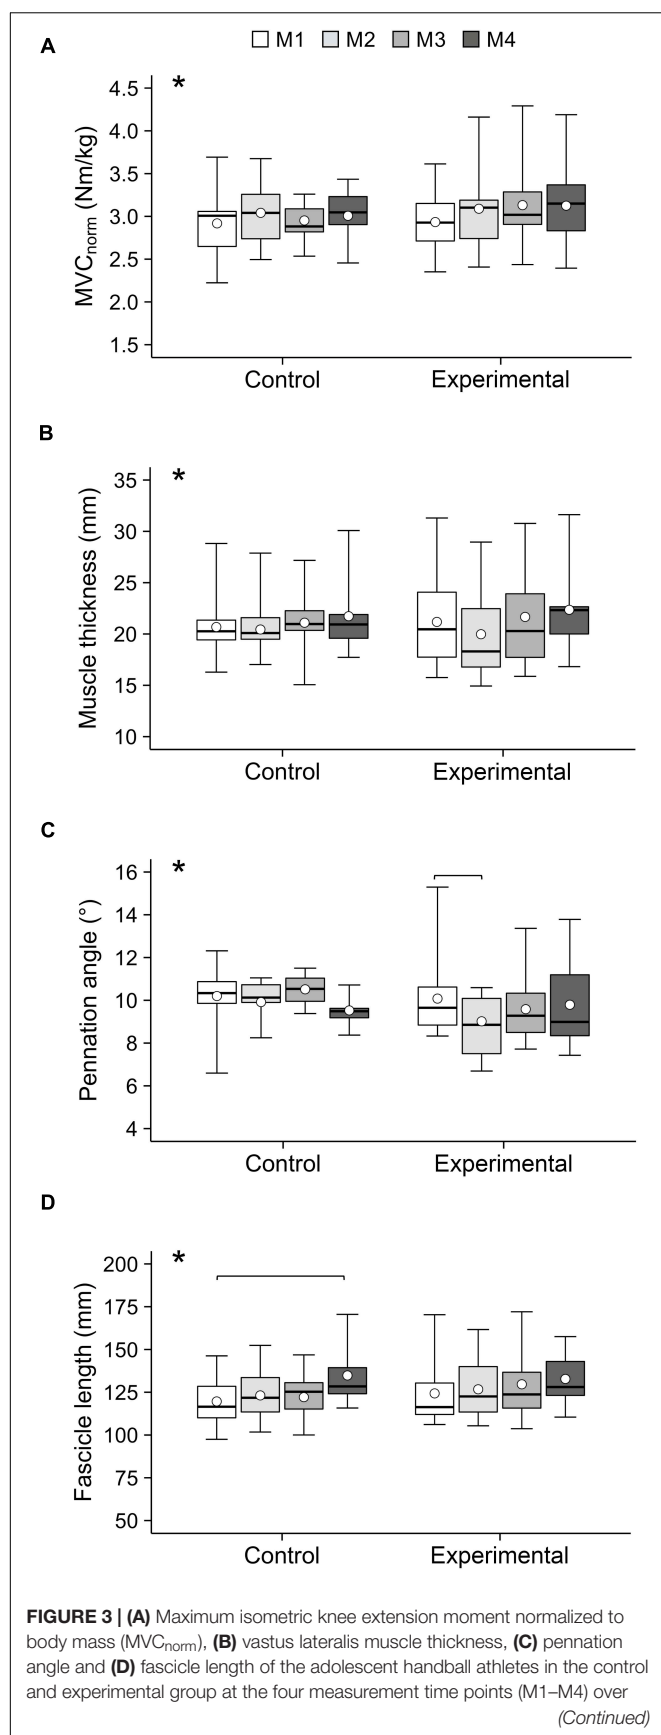 M1 M2 M3 M4
A
*
4.5
4.0
3.5
3.0
2.5
2.0
1.5
MVCnorm (Nm/kg)
Control Experimental
B
*
35
30
25
20
15
10
Muscle thickness (mm)
Control Experimental
C
*
16
14
12
10
8
6
4
Pennation angle (°)
Control Experimental
D
*
200
175
150
125
100
75
50
Fascicle length (mm)
Control Experimental
FIGURE 3 | (A) Maximum isometric knee extension moment normalized to
body mass (MVCnorm), (B) vastus lateralis muscle thickness, (C) pennation
angle and (D) fascicle length of the adolescent handball athletes in the control
and experimental group at the four measurement time points (M1–M4) over
(Continued)